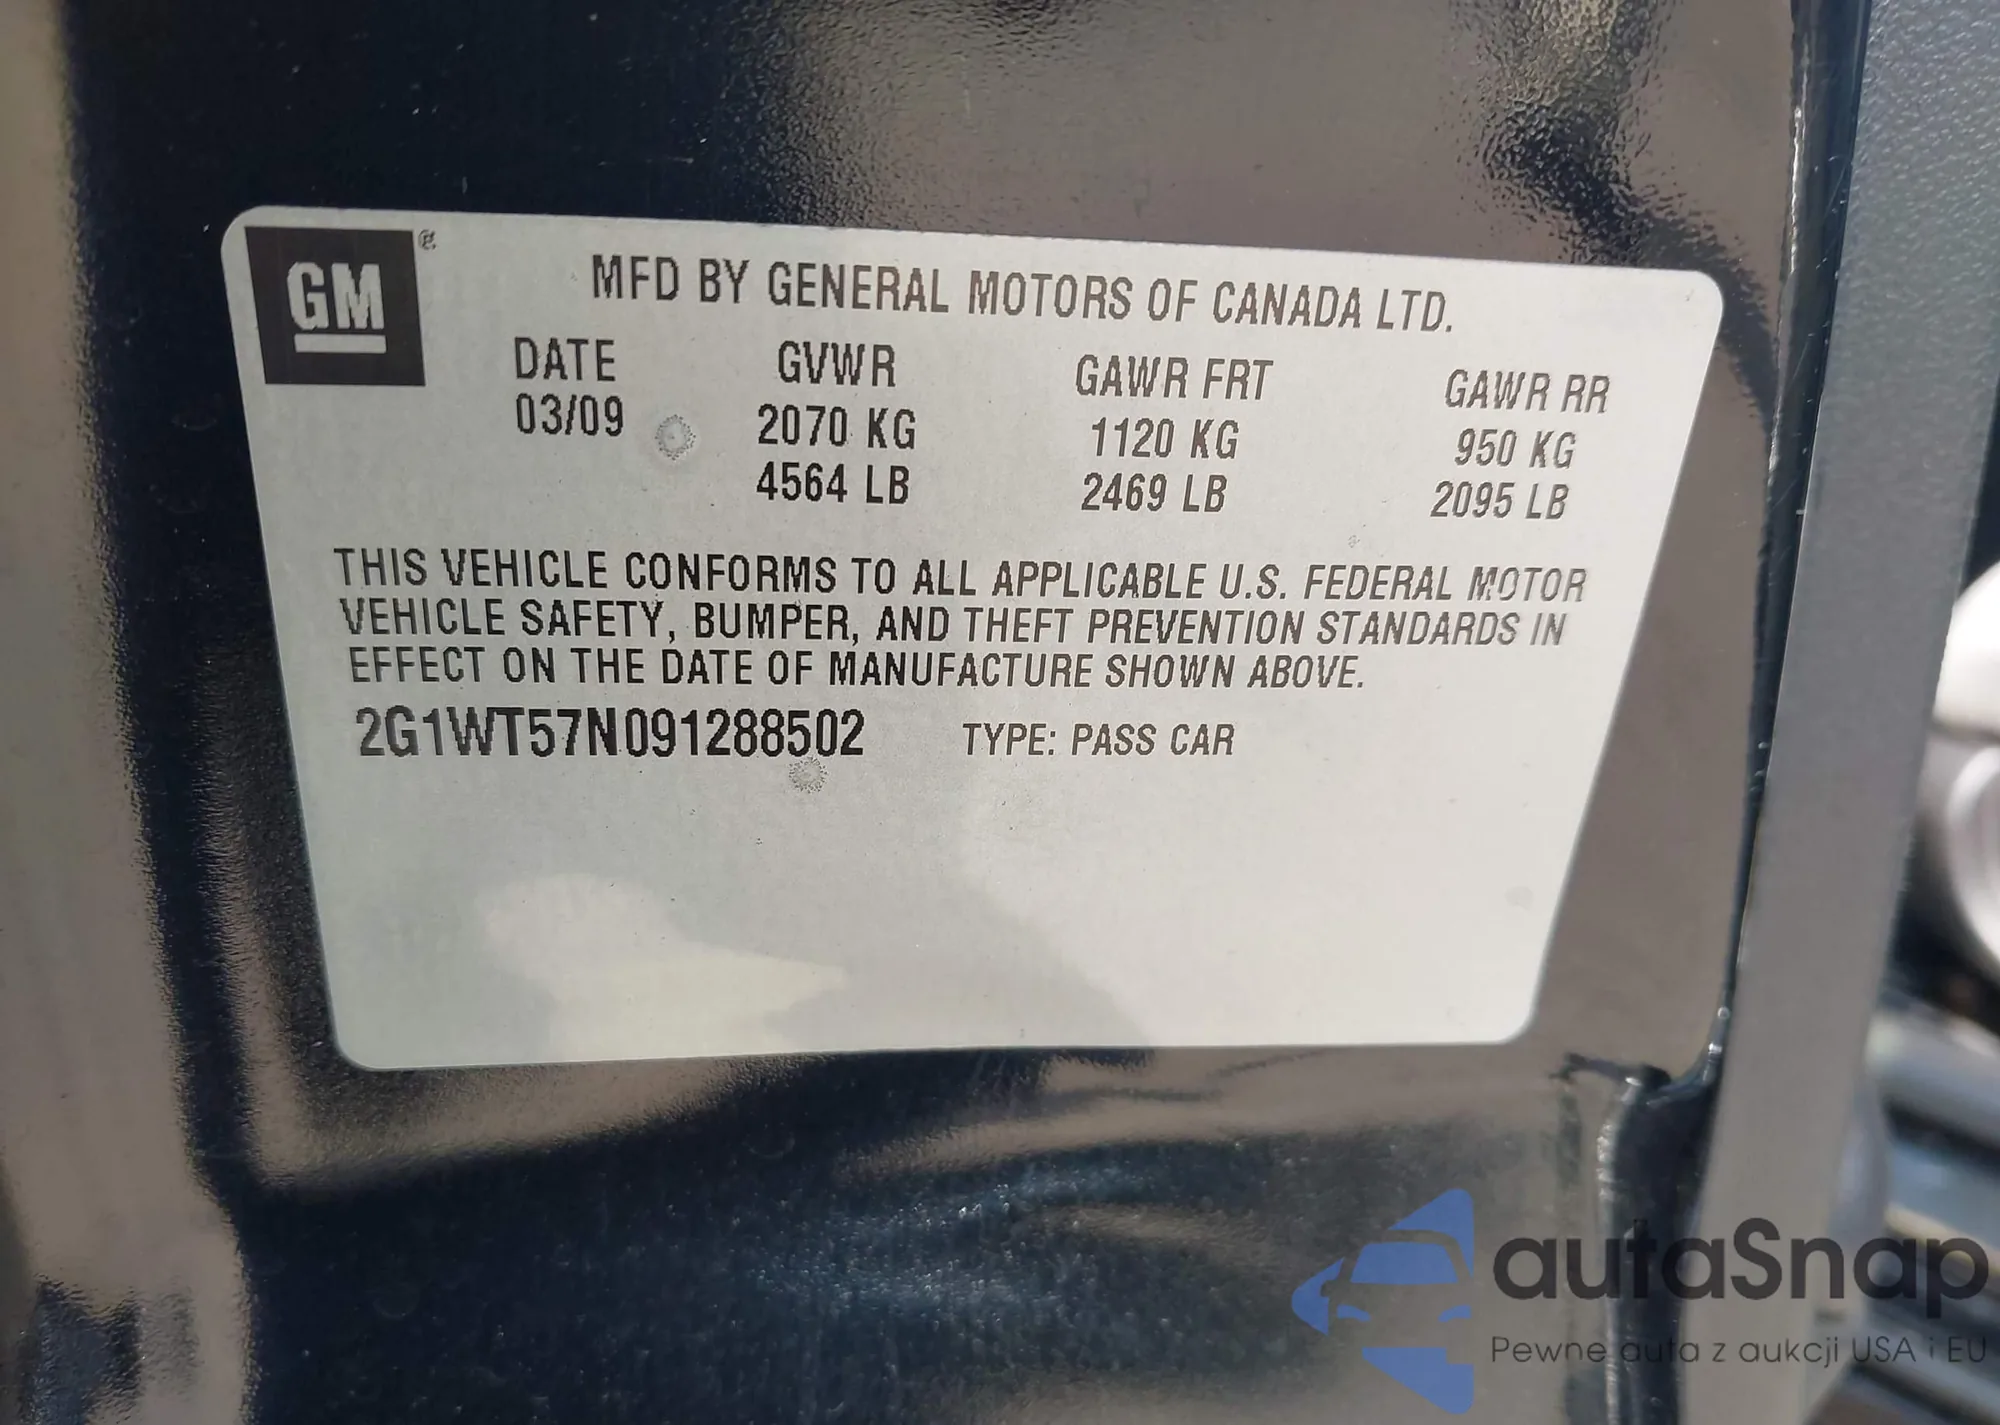 GM ®
MFD BY GENERAL MOTORS OF CANADA LTD.
DATE GVWR GAWR FRT GAWR RR
03/09 2070 KG 1120 KG 950 KG
4564 LB 2469 LB 2095 LB
THIS VEHICLE CONFORMS TO ALL APPLICABLE U.S. FEDERAL MOTOR
VEHICLE SAFETY, BUMPER, AND THEFT PREVENTION STANDARDS IN
EFFECT ON THE DATE OF MANUFACTURE SHOWN ABOVE.
2G1WT57N091288502 TYPE: PASS CAR
autaSnap
Pewne auta z aukcji USA i EU